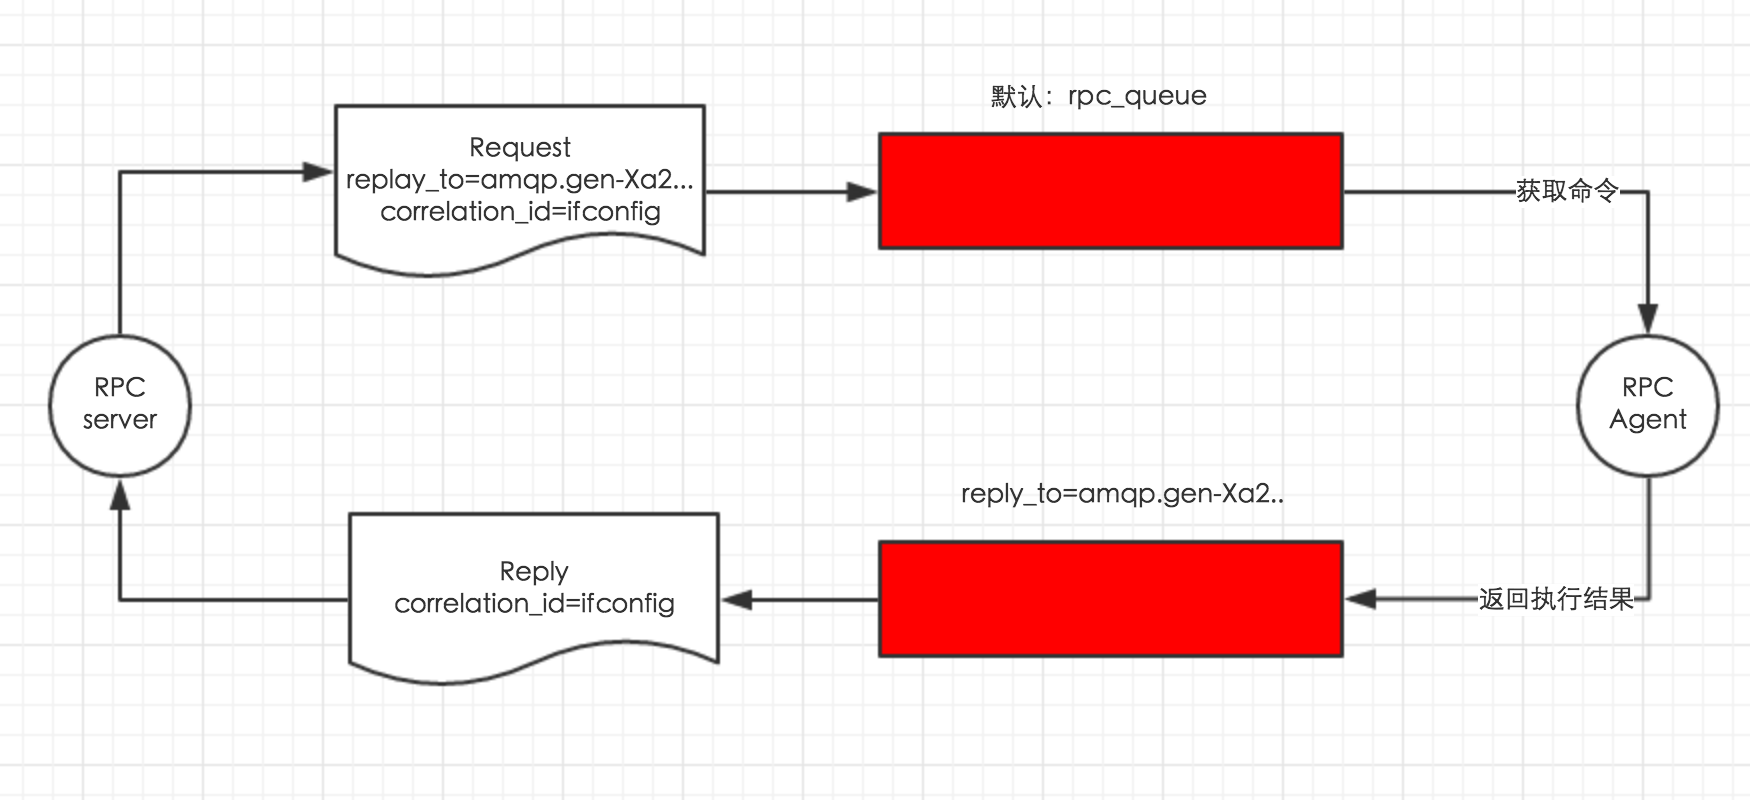 默认：rpc_queue
Request
replay_to=amqp.gen-Xa2...
correlation_id=ifconfig
获取命令
RPC
server
RPC
Agent
reply_to=amqp.gen-Xa2..
Reply
correlation_id=ifconfig
返回执行结果